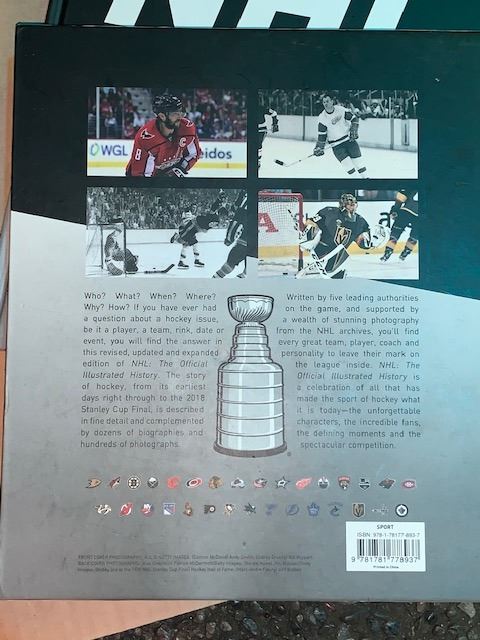 NHL
WGL
eidos
8
C
Who? What? When? Where?
Why? How? If you have ever had
a question about a hockey issue,
be it a player, a team, rink, date or
event, you will find the answer in
this revised, updated and expanded
edition of NHL: The Official
Illustrated History. The story
of hockey, from its earliest
days right through to the 2018
Stanley Cup Final, is described
in fine detail and complemented
by dozens of biographies and
hundreds of photographs.
Written by five leading authorities
on the game, and supported by
a wealth of stunning photography
from the NHL archives, you'll find
every great team, player, coach and
personality to leave their mark on
the league inside. NHL: The
Official Illustrated History is
a celebration of all that has
made the sport of hockey what
it is today—the unforgettable
characters, the incredible fans,
the defining moments and the
spectacular competition.
SPORT
ISBN 978-1-78177-893-7
9 781781 778937
Printed in China